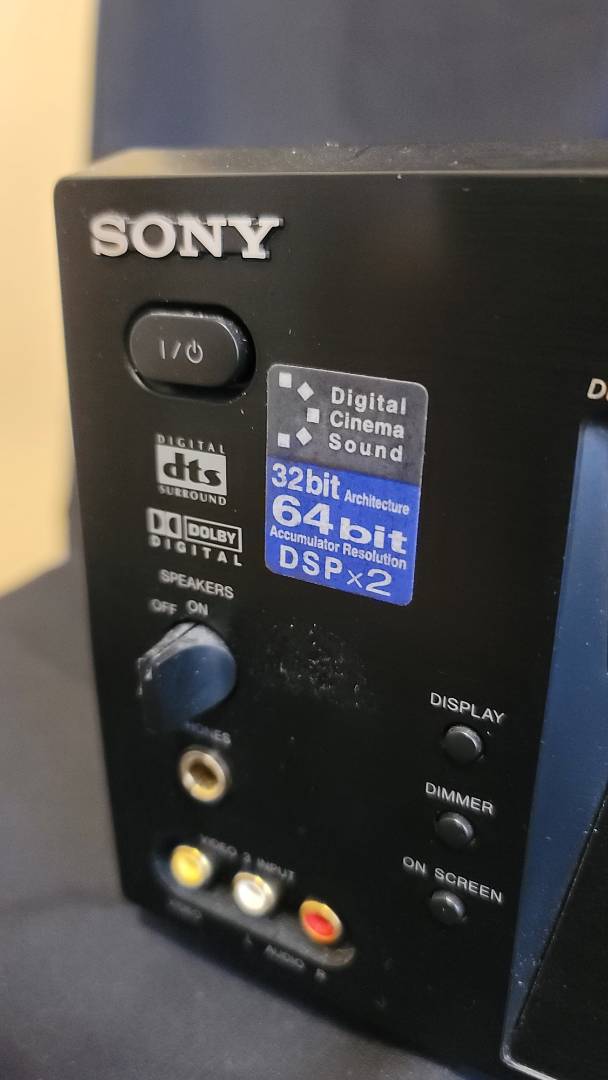 SONY
I/⏻
Digital
Cinema
Sound
32bit Architecture
64bit
Accumulator Resolution
DSP×2
DIGITAL
dts
SURROUND
DOLBY
DIGITAL
SPEAKERS
OFF ON
DISPLAY
DIMMER
ON SCREEN
VIDEO 3 INPUT
VIDEO
L AUDIO R